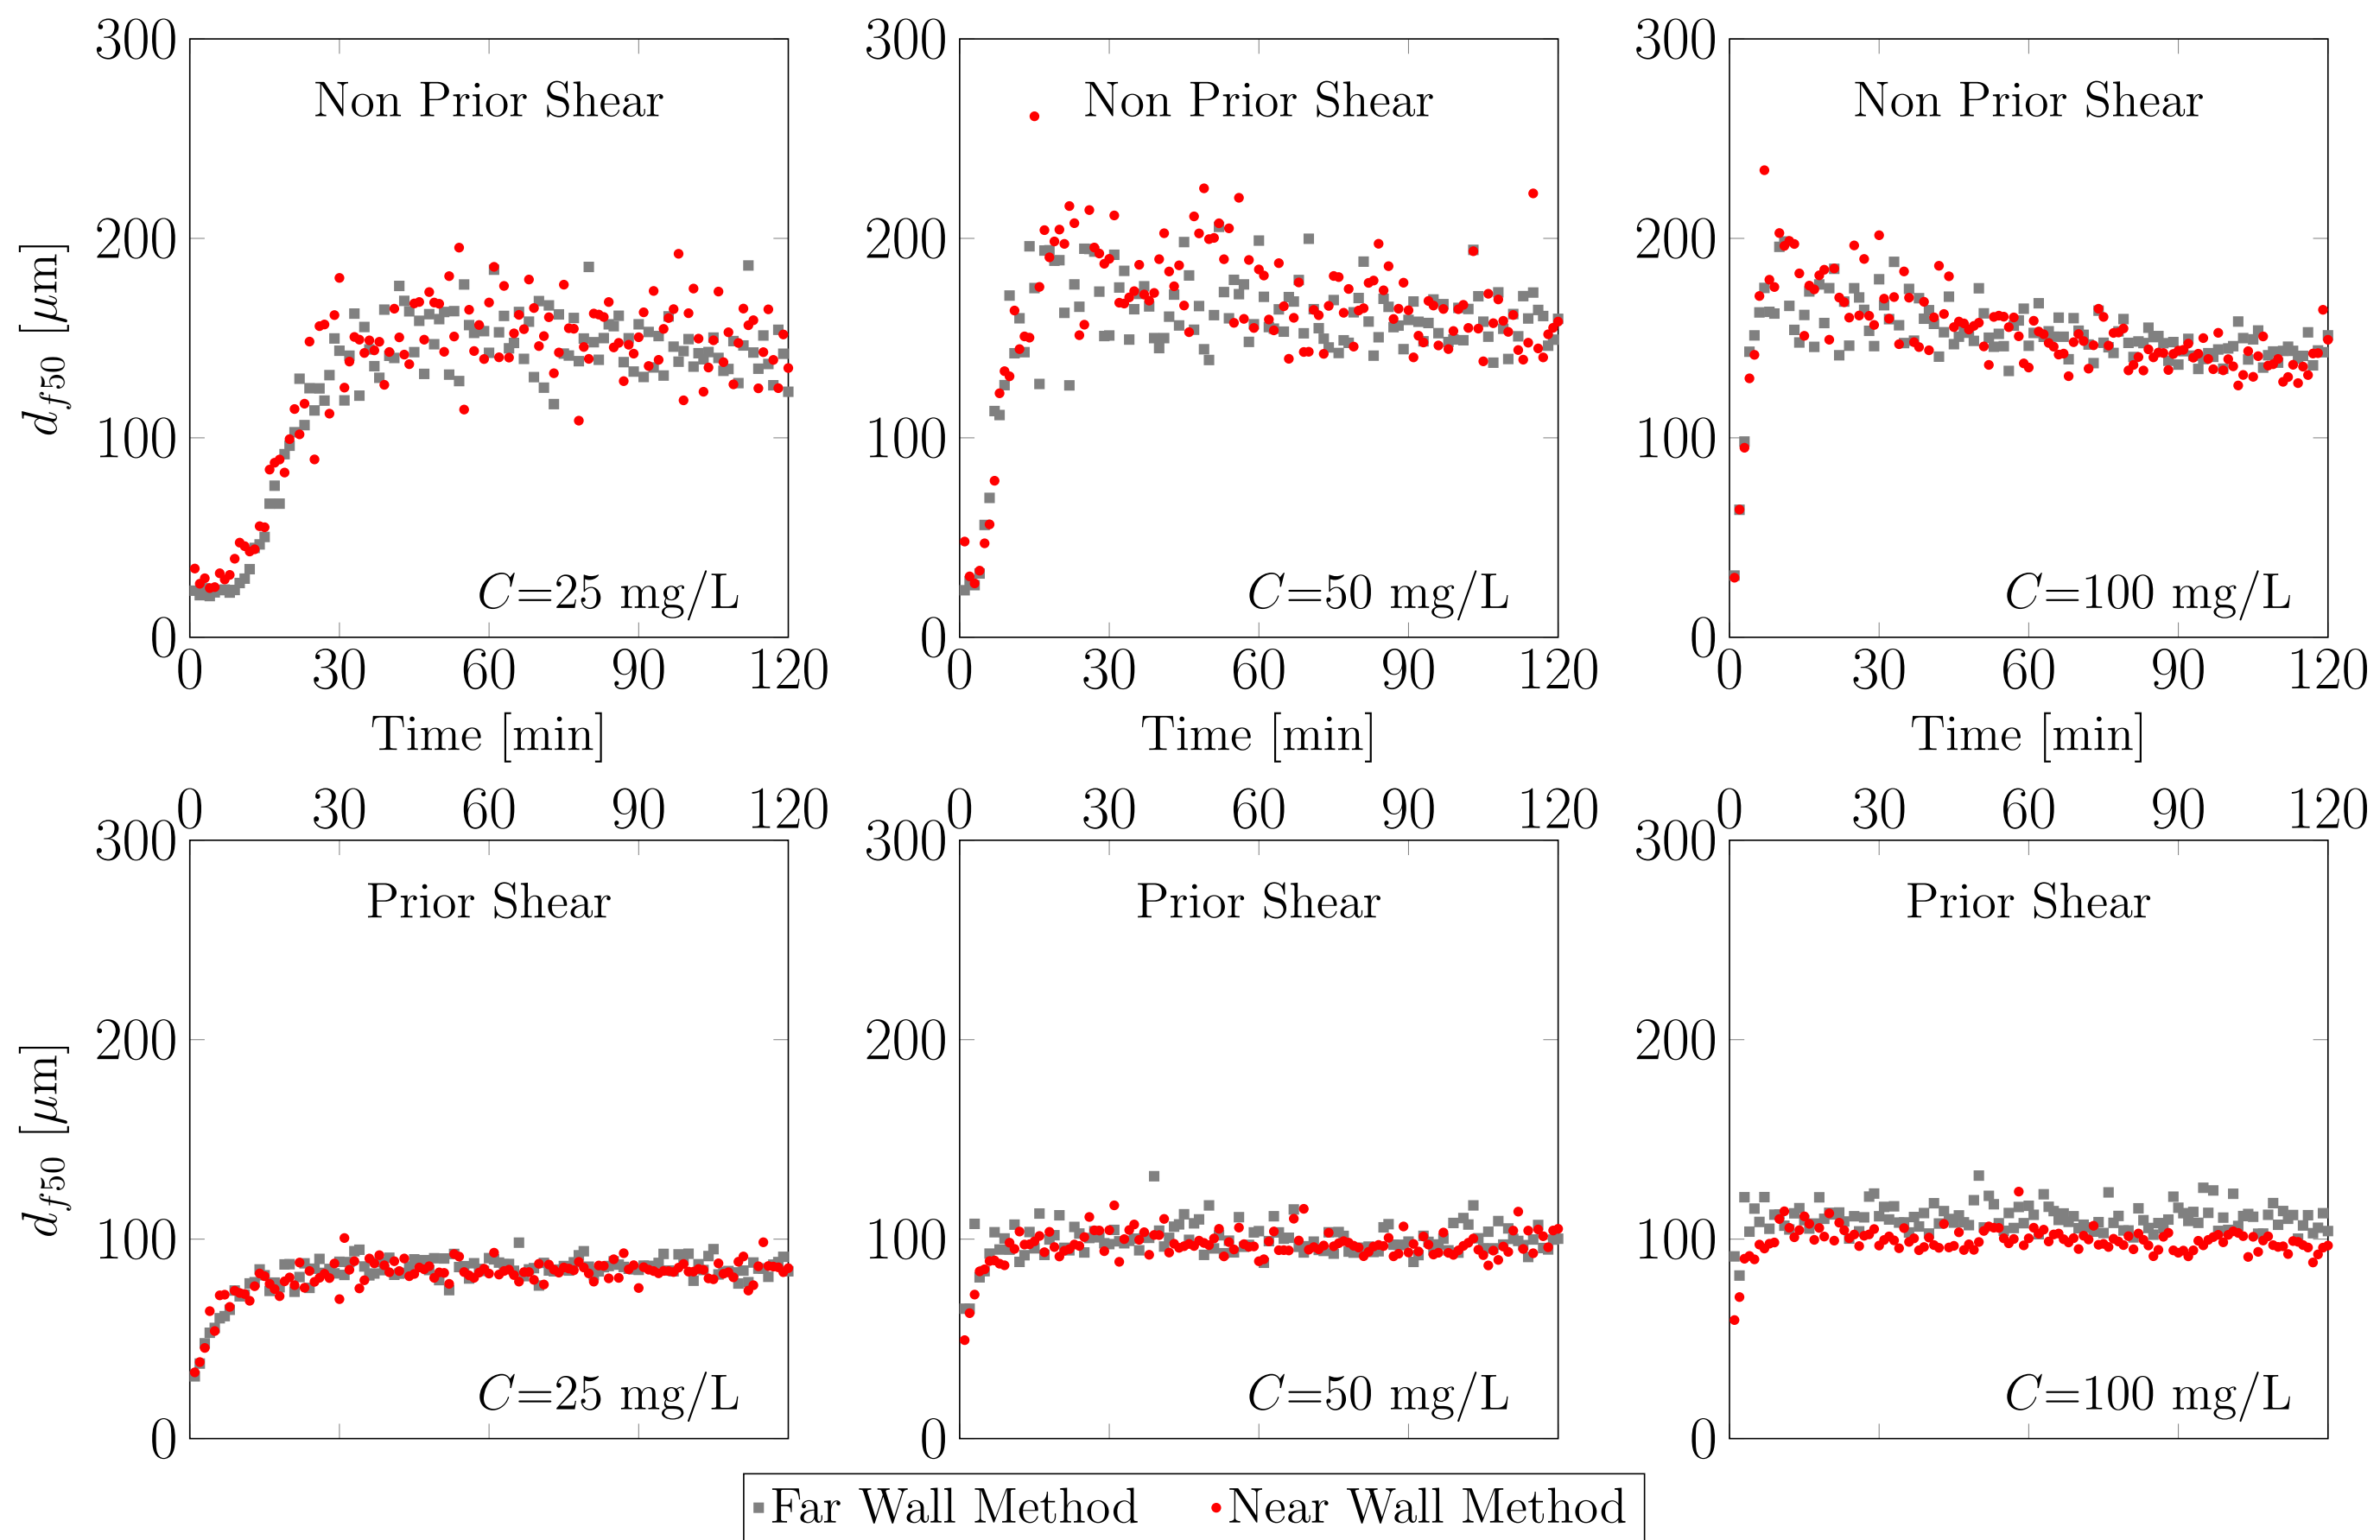 300 300 300
Non Prior Shear Non Prior Shear Non Prior Shear
200 200 200
d_f50 [μm]
100 100 100
C=25 mg/L C=50 mg/L C=100 mg/L
0 0 0
0 30 60 90 120 0 30 60 90 120 0 30 60 90 120
Time [min] Time [min] Time [min]
0 30 60 90 120 0 30 60 90 120 0 30 60 90 120
300 300 300
Prior Shear Prior Shear Prior Shear
200 200 200
d_f50 [μm]
100 100 100
C=25 mg/L C=50 mg/L C=100 mg/L
0 0 0
Far Wall Method Near Wall Method